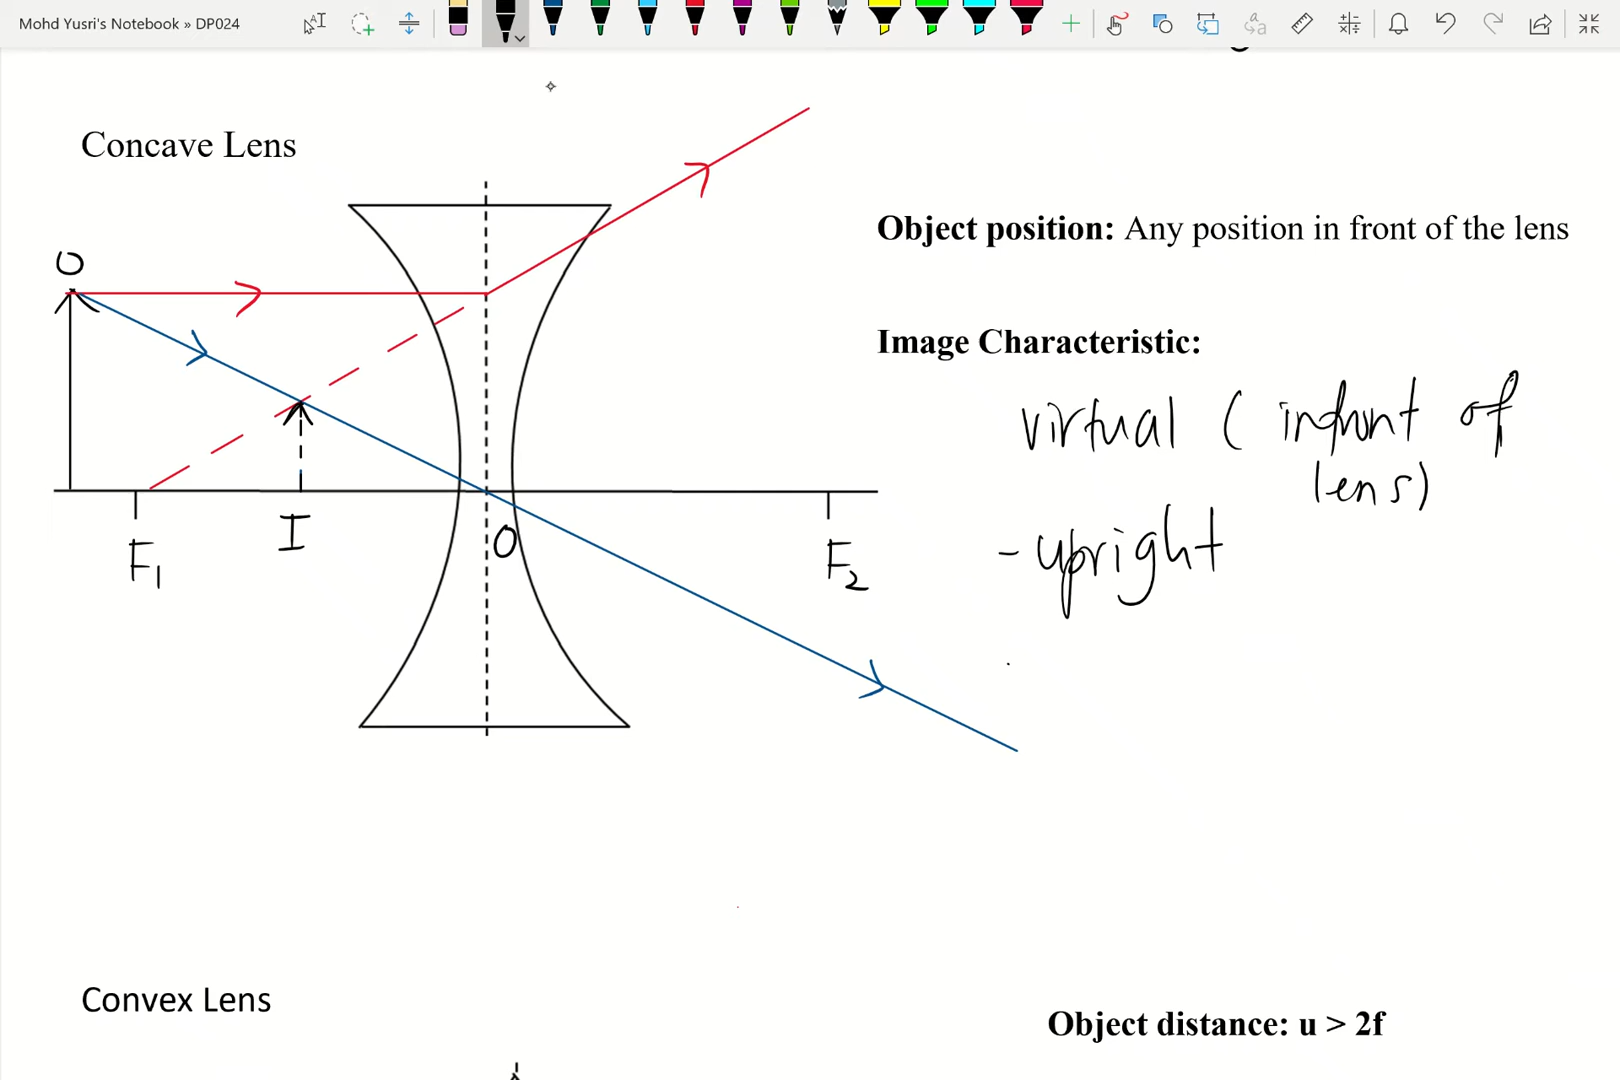 Mohd Yusri's Notebook » DP024
Concave Lens
O
Object position: Any position in front of the lens
Image Characteristic:
virtual ( infront of
lens)
- upright
F1
I
O
F2
Convex Lens
Object distance: u > 2f